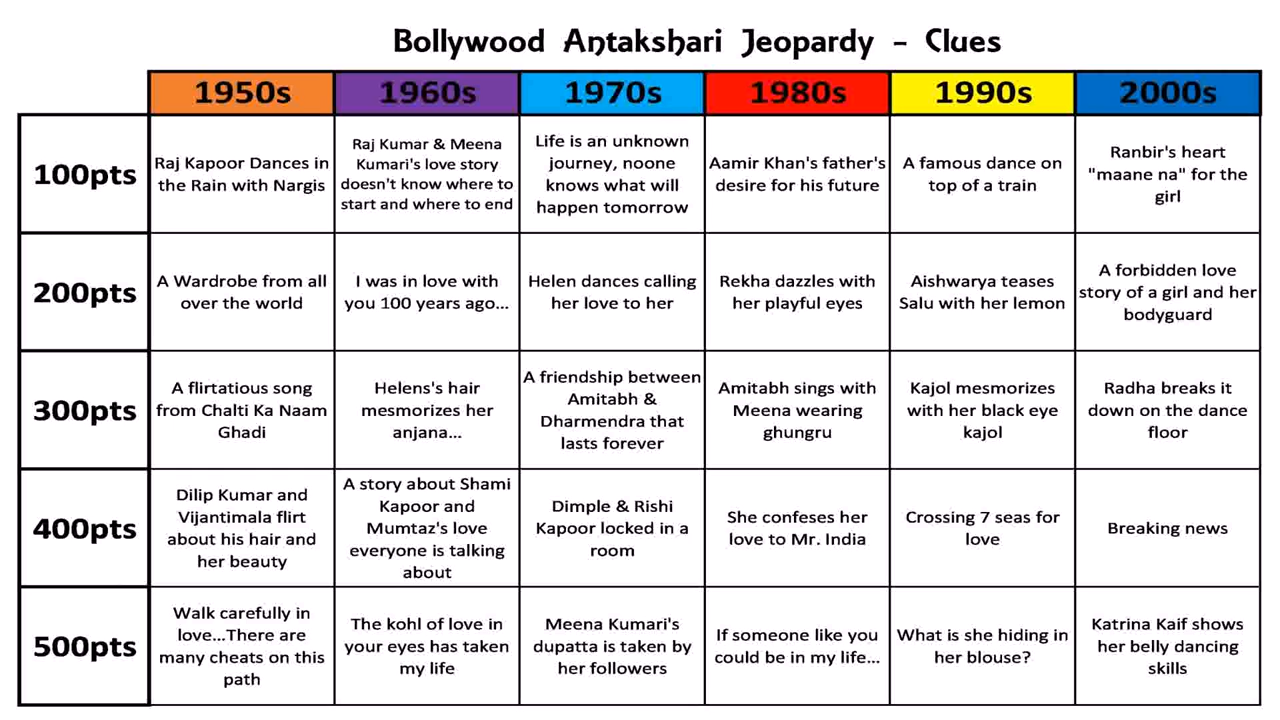 Bollywood Antakshari Jeopardy - Clues
1950s 1960s 1970s 1980s 1990s 2000s
100pts
Raj Kapoor Dances in
the Rain with Nargis
Raj Kumar & Meena
Kumari's love story
doesn't know where to
start and where to end
Life is an unknown
journey, noone
knows what will
happen tomorrow
Aamir Khan's father's
desire for his future
A famous dance on
top of a train
Ranbir's heart
"maane na" for the
girl
200pts
A Wardrobe from all
over the world
I was in love with
you 100 years ago...
Helen dances calling
her love to her
Rekha dazzles with
her playful eyes
Aishwarya teases
Salu with her lemon
A forbidden love
story of a girl and her
bodyguard
300pts
A flirtatious song
from Chalti Ka Naam
Ghadi
Helens's hair
mesmorizes her
anjana...
A friendship between
Amitabh &
Dharmendra that
lasts forever
Amitabh sings with
Meena wearing
ghungru
Kajol mesmorizes
with her black eye
kajol
Radha breaks it
down on the dance
floor
400pts
Dilip Kumar and
Vijantimala flirt
about his hair and
her beauty
A story about Shami
Kapoor and
Mumtaz's love
everyone is talking
about
Dimple & Rishi
Kapoor locked in a
room
She confeses her
love to Mr. India
Crossing 7 seas for
love
Breaking news
500pts
Walk carefully in
love...There are
many cheats on this
path
The kohl of love in
your eyes has taken
my life
Meena Kumari's
dupatta is taken by
her followers
If someone like you
could be in my life...
What is she hiding in
her blouse?
Katrina Kaif shows
her belly dancing
skills